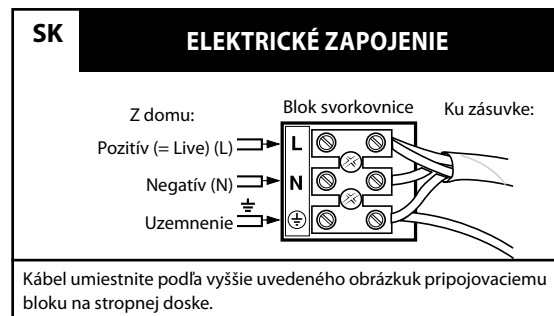 SK
ELEKTRICKÉ ZAPOJENIE
Z domu:
Blok svorkovnice
Ku zásuvke:
Pozitív (= Live) (L)
L
Negatív (N)
N
Uzemnenie
Kábel umiestnite podľa vyššie uvedeného obrázkuk pripojovaciemu
bloku na stropnej doske.